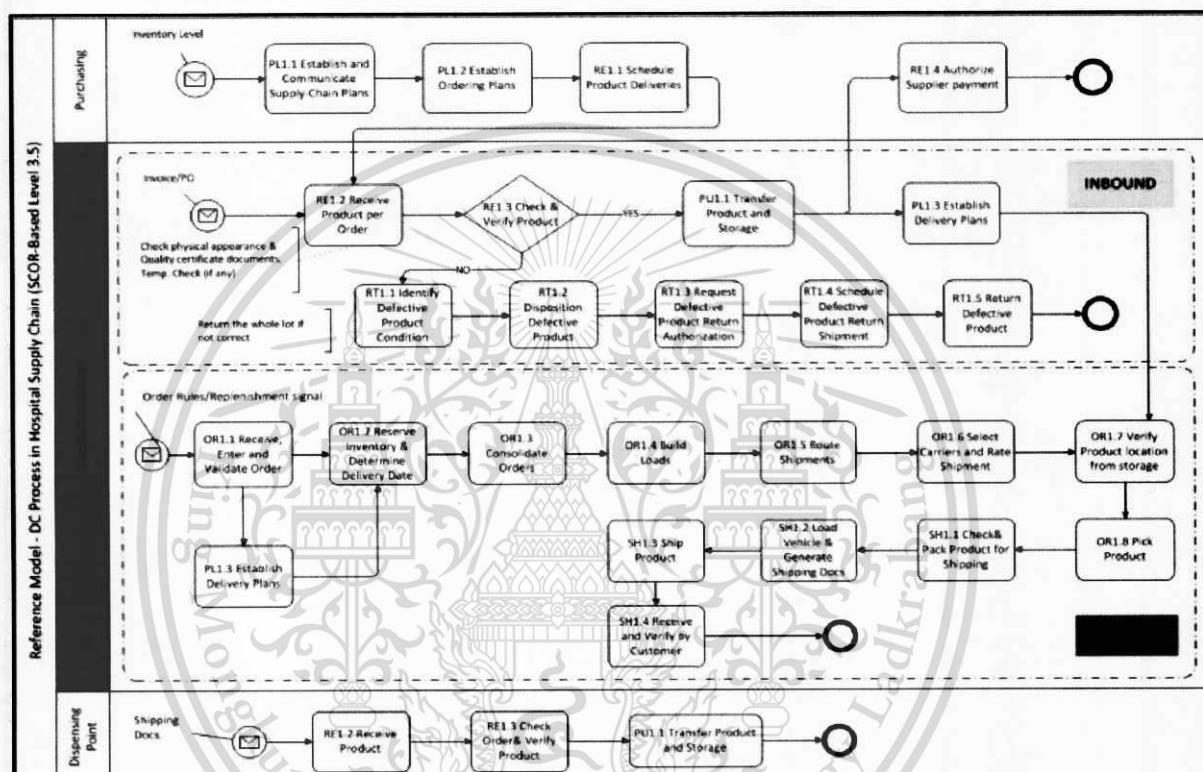 Reference Model - DC Process in Hospital Supply Chain (SCOR-Based Level 3.5)
Purchasing
Inventory Level
PL1.1 Establish and
Communicate
Supply-Chain Plans
PL1.2 Establish
Ordering Plans
RE1.1 Schedule
Product Deliveries
RE1.4 Authorize
Supplier payment
Invoice/PO
RE1.2 Receive
Product per
Order
RE1.3 Check &
Verify Product
YES
PU1.1 Transfer
Product and
Storage
PL1.3 Establish
Delivery Plans
INBOUND
Check physical appearance &
Quality certificate documents,
Temp. Check (if any)
NO
Return the whole lot if
not correct
RT1.1 Identify
Defective
Product
Condition
RT1.2
Disposition
Defective
Product
RT1.3 Request
Defective
Product Return
Authorization
RT1.4 Schedule
Defective
Product Return
Shipment
RT1.5 Return
Defective
Product
Order Rules/Replenishment signal
OR1.1 Receive,
Enter and
Validate Order
OR1.2 Reserve
Inventory &
Determine
Delivery Date
OR1.3
Consolidate
Orders
OR1.4 Build
Loads
OR1.5 Route
Shipments
OR1.6 Select
Carriers and Rate
Shipment
OR1.7 Verify
Product location
from storage
PL1.3 Establish
Delivery Plans
SH1.3 Ship
Product
SH1.2 Load
Vehicle &
Generate
Shipping Docs
SH1.1 Check&
Pack Product for
Shipping
OR1.8 Pick
Product
SH1.4 Receive
and Verify by
Customer
Dispensing
Point
Shipping
Docs.
RE1.2 Receive
Product
RE1.3 Check
Order& Verify
Product
PU1.1 Transfer Product
and Storage